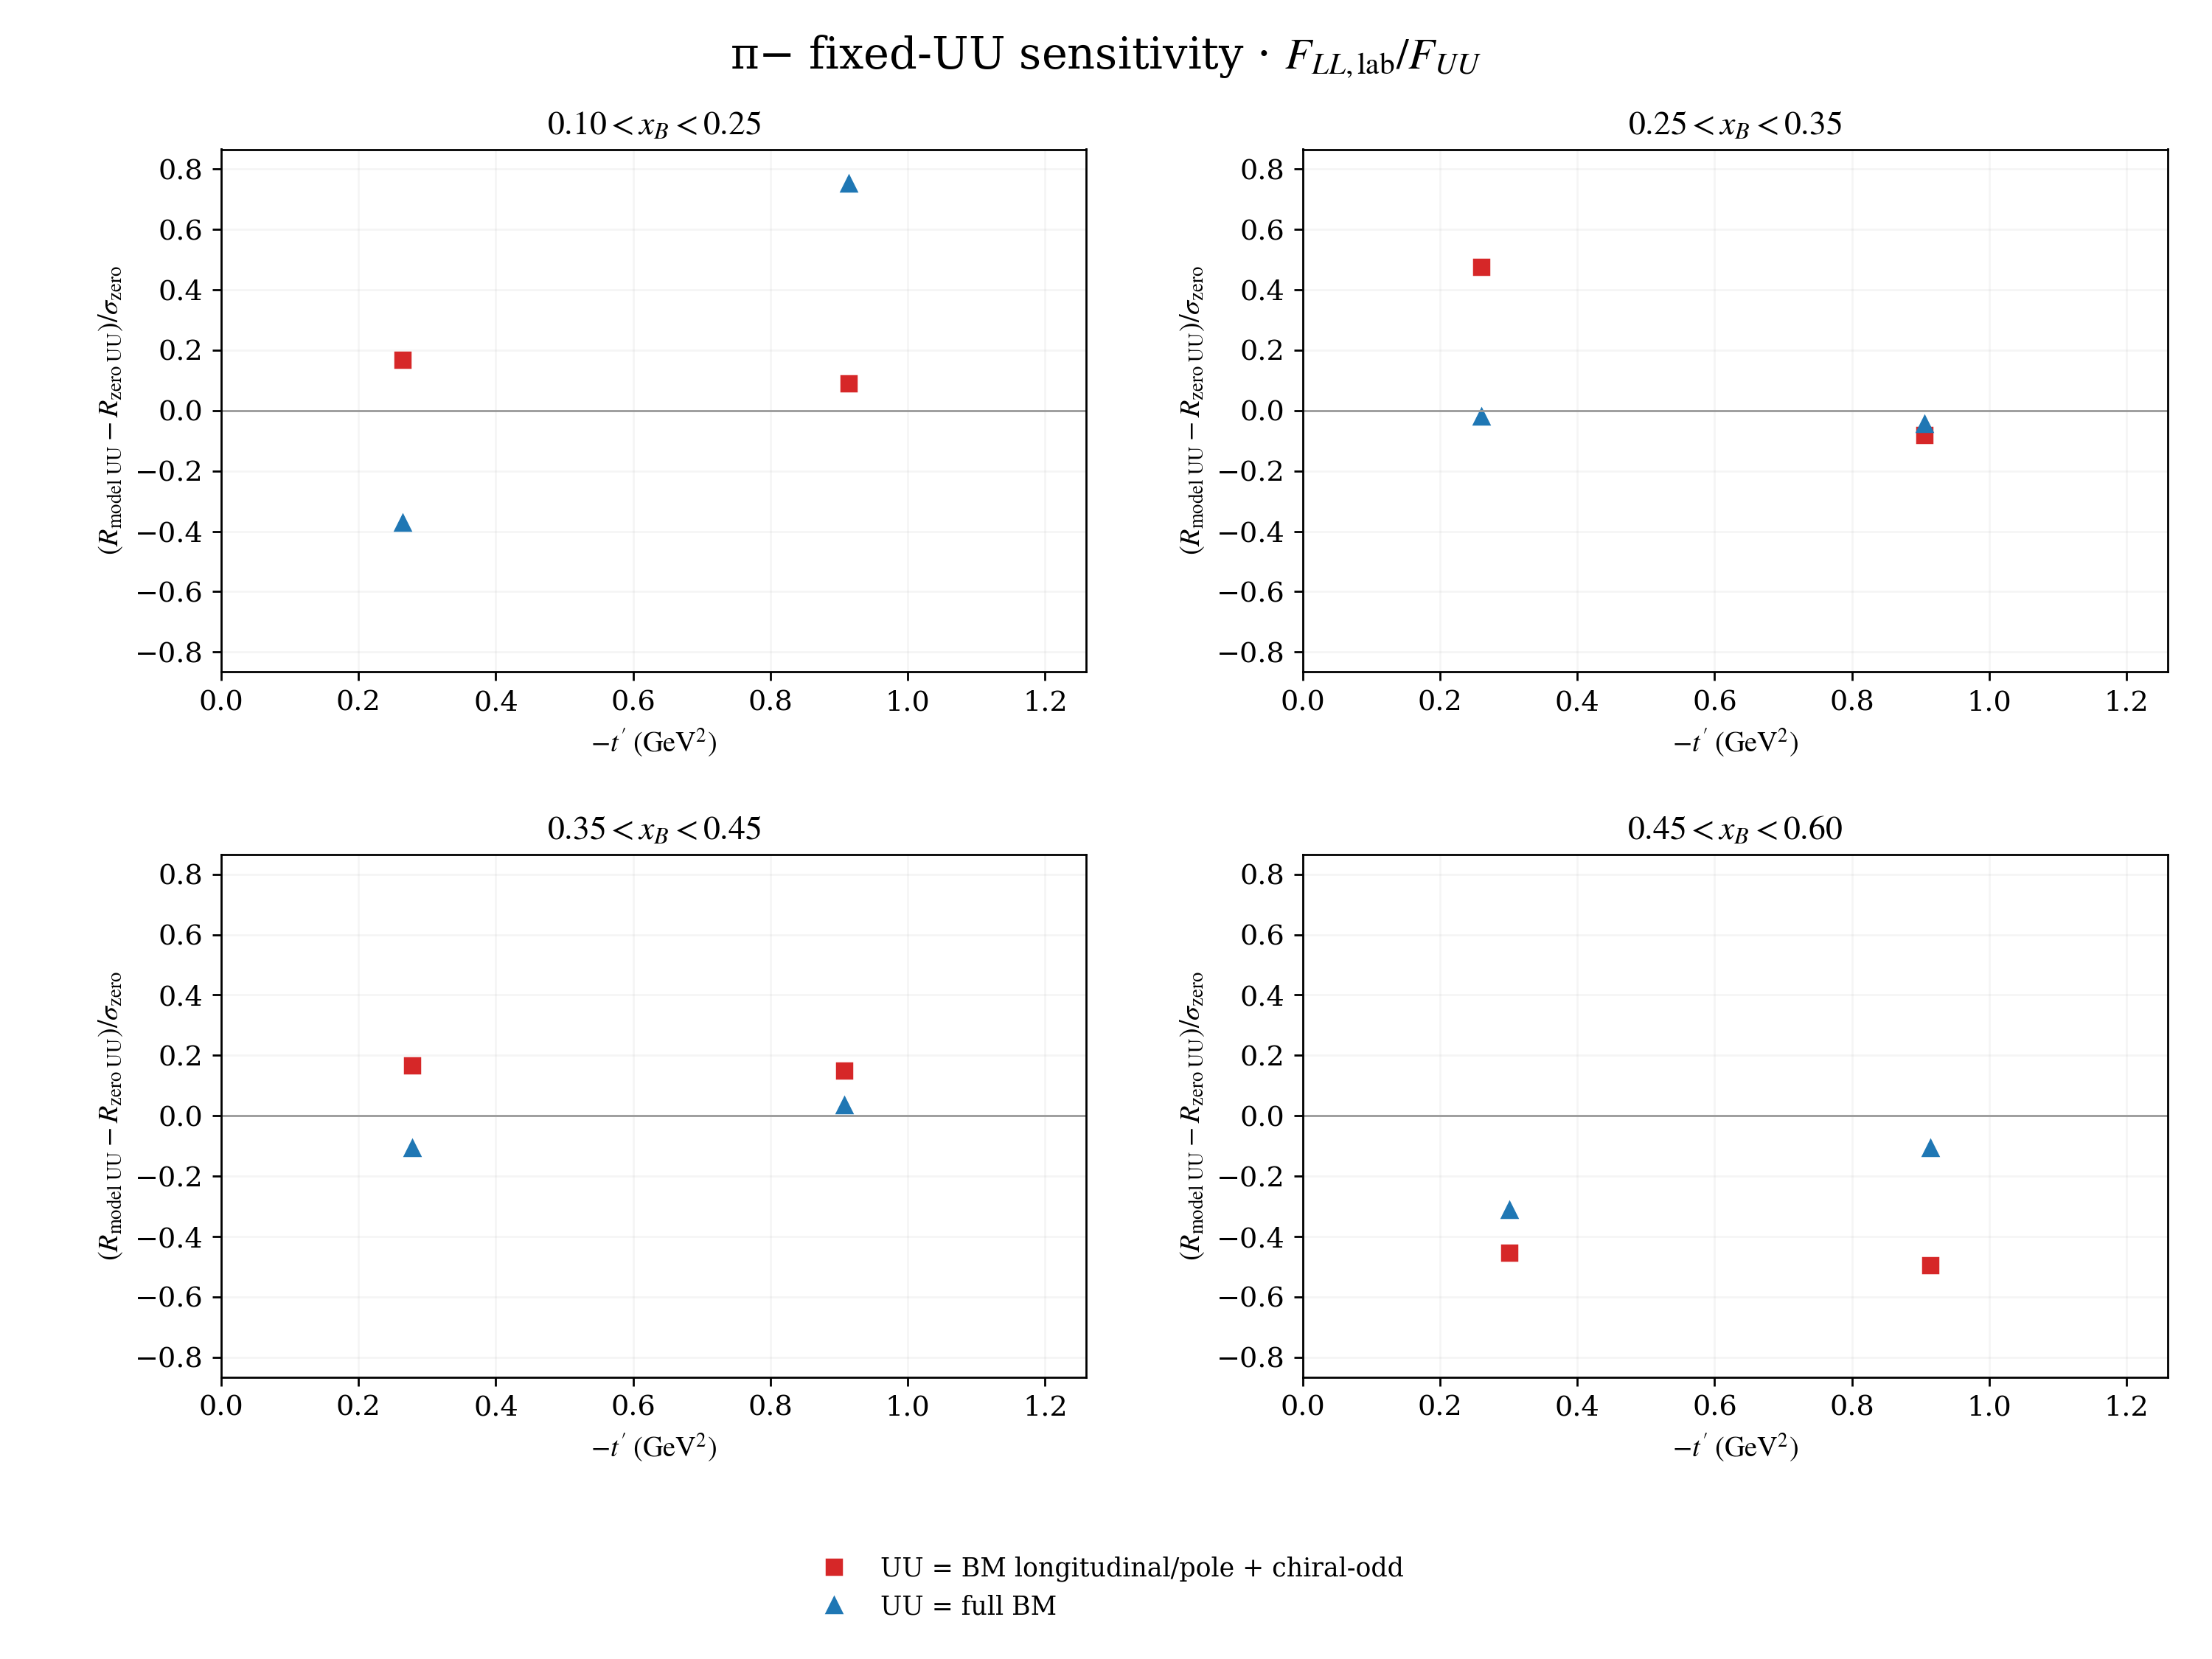 π− fixed-UU sensitivity · F_{LL, lab}/F_{UU}
0.10 < x_B < 0.25
(R_{model UU} − R_{zero UU})/σ_{zero}
0.8
0.6
0.4
0.2
0.0
−0.2
−0.4
−0.6
−0.8
0.0 0.2 0.4 0.6 0.8 1.0 1.2
−t′ (GeV²)
0.25 < x_B < 0.35
(R_{model UU} − R_{zero UU})/σ_{zero}
0.8
0.6
0.4
0.2
0.0
−0.2
−0.4
−0.6
−0.8
0.0 0.2 0.4 0.6 0.8 1.0 1.2
−t′ (GeV²)
0.35 < x_B < 0.45
(R_{model UU} − R_{zero UU})/σ_{zero}
0.8
0.6
0.4
0.2
0.0
−0.2
−0.4
−0.6
−0.8
0.0 0.2 0.4 0.6 0.8 1.0 1.2
−t′ (GeV²)
0.45 < x_B < 0.60
(R_{model UU} − R_{zero UU})/σ_{zero}
0.8
0.6
0.4
0.2
0.0
−0.2
−0.4
−0.6
−0.8
0.0 0.2 0.4 0.6 0.8 1.0 1.2
−t′ (GeV²)
UU = BM longitudinal/pole + chiral-odd
UU = full BM